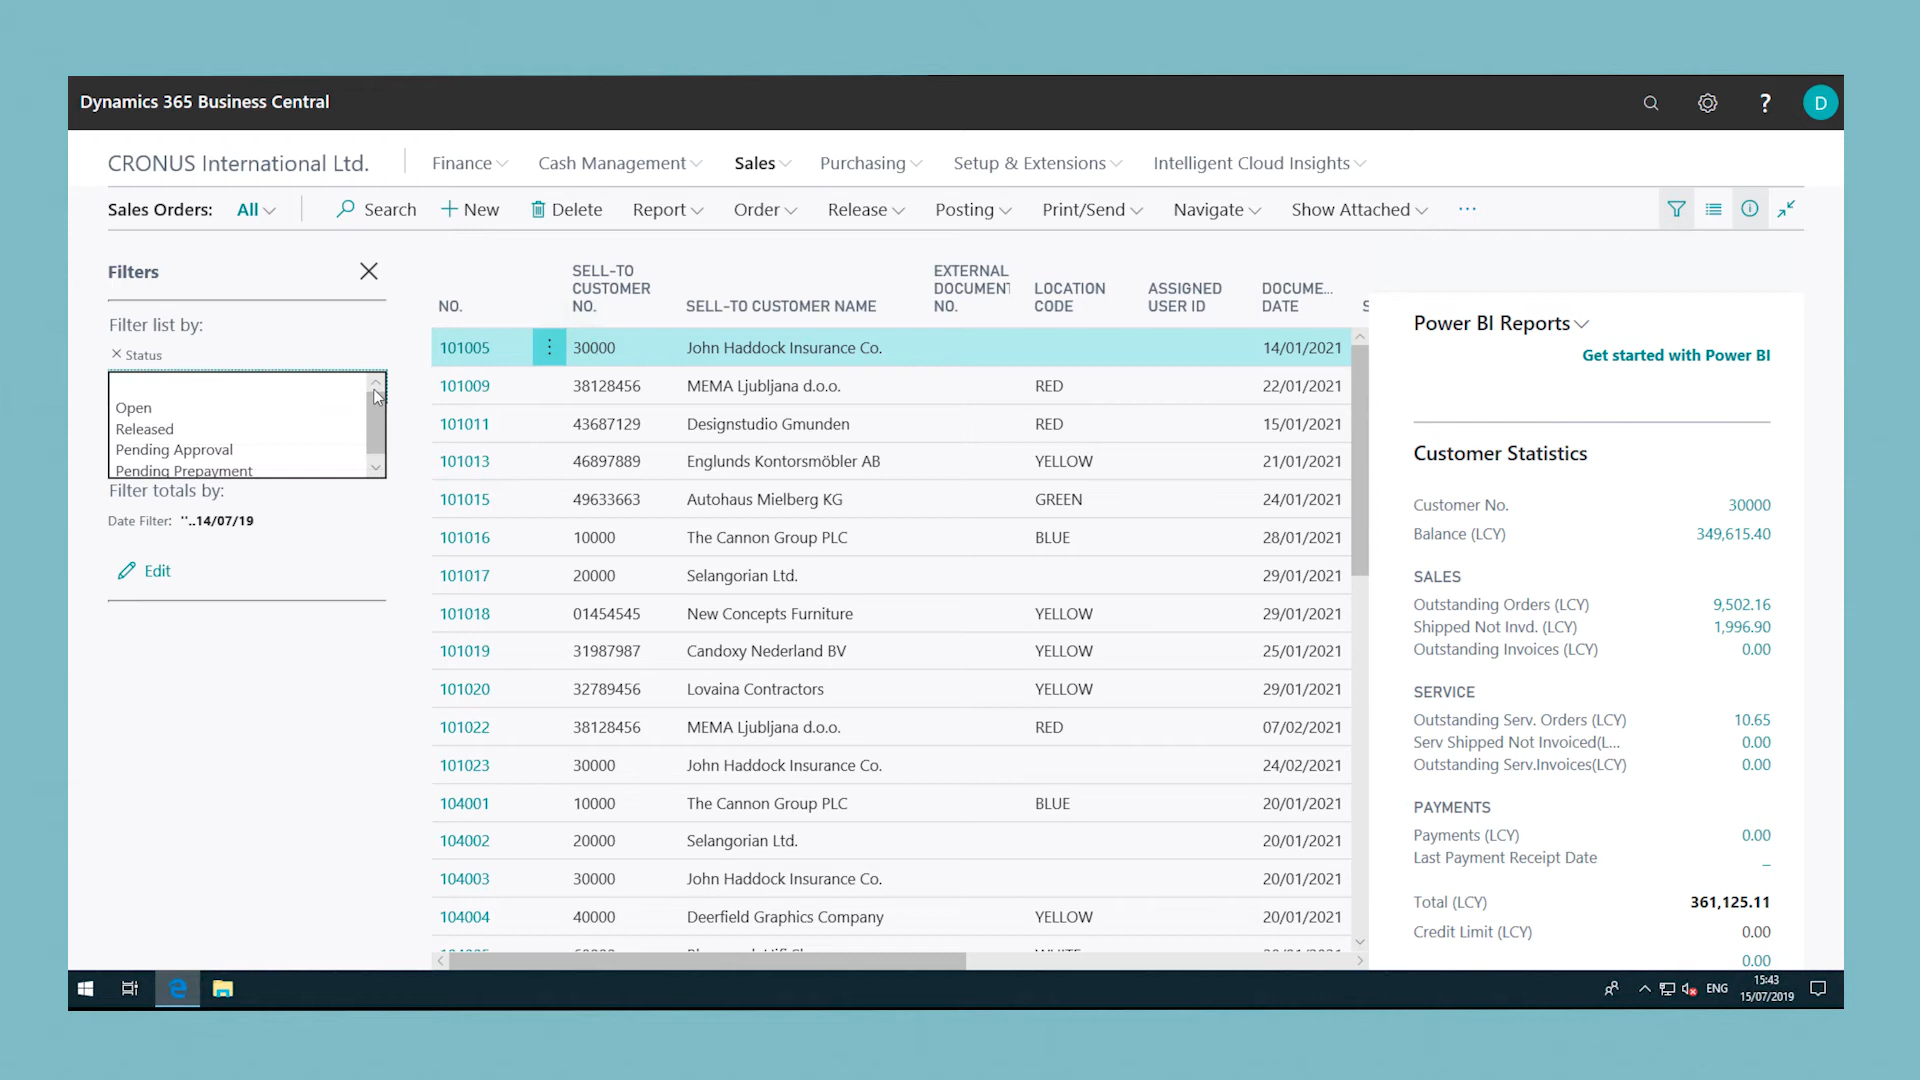 Dynamics 365 Business Central
?
D
CRONUS International Ltd.
Finance
Cash Management
Sales
Purchasing
Setup & Extensions
Intelligent Cloud Insights
Sales Orders:
All
Search
New
Delete
Report
Order
Release
Posting
Print/Send
Navigate
Show Attached
Filters
Filter list by:
Status
Open
Released
Pending Approval
Pending Prepayment
Filter totals by:
Date Filter: ''..14/07/19
Edit
NO.
SELL-TO
CUSTOMER
NO.
SELL-TO CUSTOMER NAME
EXTERNAL
DOCUMENT
NO.
LOCATION
CODE
ASSIGNED
USER ID
DOCUME...
DATE
101005 30000 John Haddock Insurance Co. 14/01/2021
101009 38128456 MEMA Ljubljana d.o.o. RED 22/01/2021
101011 43687129 Designstudio Gmunden RED 15/01/2021
101013 46897889 Englunds Kontorsmöbler AB YELLOW 21/01/2021
101015 49633663 Autohaus Mielberg KG GREEN 24/01/2021
101016 10000 The Cannon Group PLC BLUE 28/01/2021
101017 20000 Selangorian Ltd. 29/01/2021
101018 01454545 New Concepts Furniture YELLOW 29/01/2021
101019 31987987 Candoxy Nederland BV YELLOW 25/01/2021
101020 32789456 Lovaina Contractors YELLOW 29/01/2021
101022 38128456 MEMA Ljubljana d.o.o. RED 07/02/2021
101023 30000 John Haddock Insurance Co. 24/02/2021
104001 10000 The Cannon Group PLC BLUE 20/01/2021
104002 20000 Selangorian Ltd. 20/01/2021
104003 30000 John Haddock Insurance Co. 20/01/2021
104004 40000 Deerfield Graphics Company YELLOW 20/01/2021
Power BI Reports
Get started with Power BI
Customer Statistics
Customer No. 30000
Balance (LCY) 349,615.40
SALES
Outstanding Orders (LCY) 9,502.16
Shipped Not Invd. (LCY) 1,996.90
Outstanding Invoices (LCY) 0.00
SERVICE
Outstanding Serv. Orders (LCY) 10.65
Serv Shipped Not Invoiced(L... 0.00
Outstanding Serv.Invoices(LCY) 0.00
PAYMENTS
Payments (LCY) 0.00
Last Payment Receipt Date _
Total (LCY) 361,125.11
Credit Limit (LCY) 0.00
0.00
ENG
15:43
15/07/2019